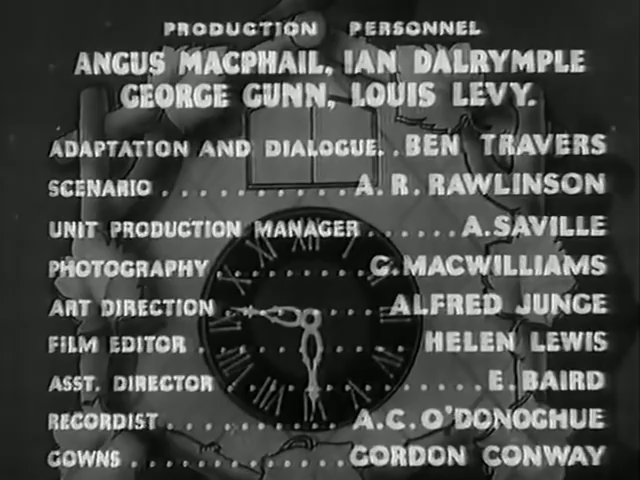 PRODUCTION PERSONNEL
ANGUS MACPHAIL, IAN DALRYMPLE
GEORGE GUNN, LOUIS LEVY.
ADAPTATION AND DIALOGUE..BEN TRAVERS
SCENARIO...........A.R.RAWLINSON
UNIT PRODUCTION MANAGER......A.SAVILLE
PHOTOGRAPHY..........G.MACWILLIAMS
ART DIRECTION..........ALFRED JUNGE
FILM EDITOR............HELEN LEWIS
ASST. DIRECTOR..............E.BAIRD
RECORDIST...........A.C.O'DONOGHUE
GOWNS............GORDON CONWAY